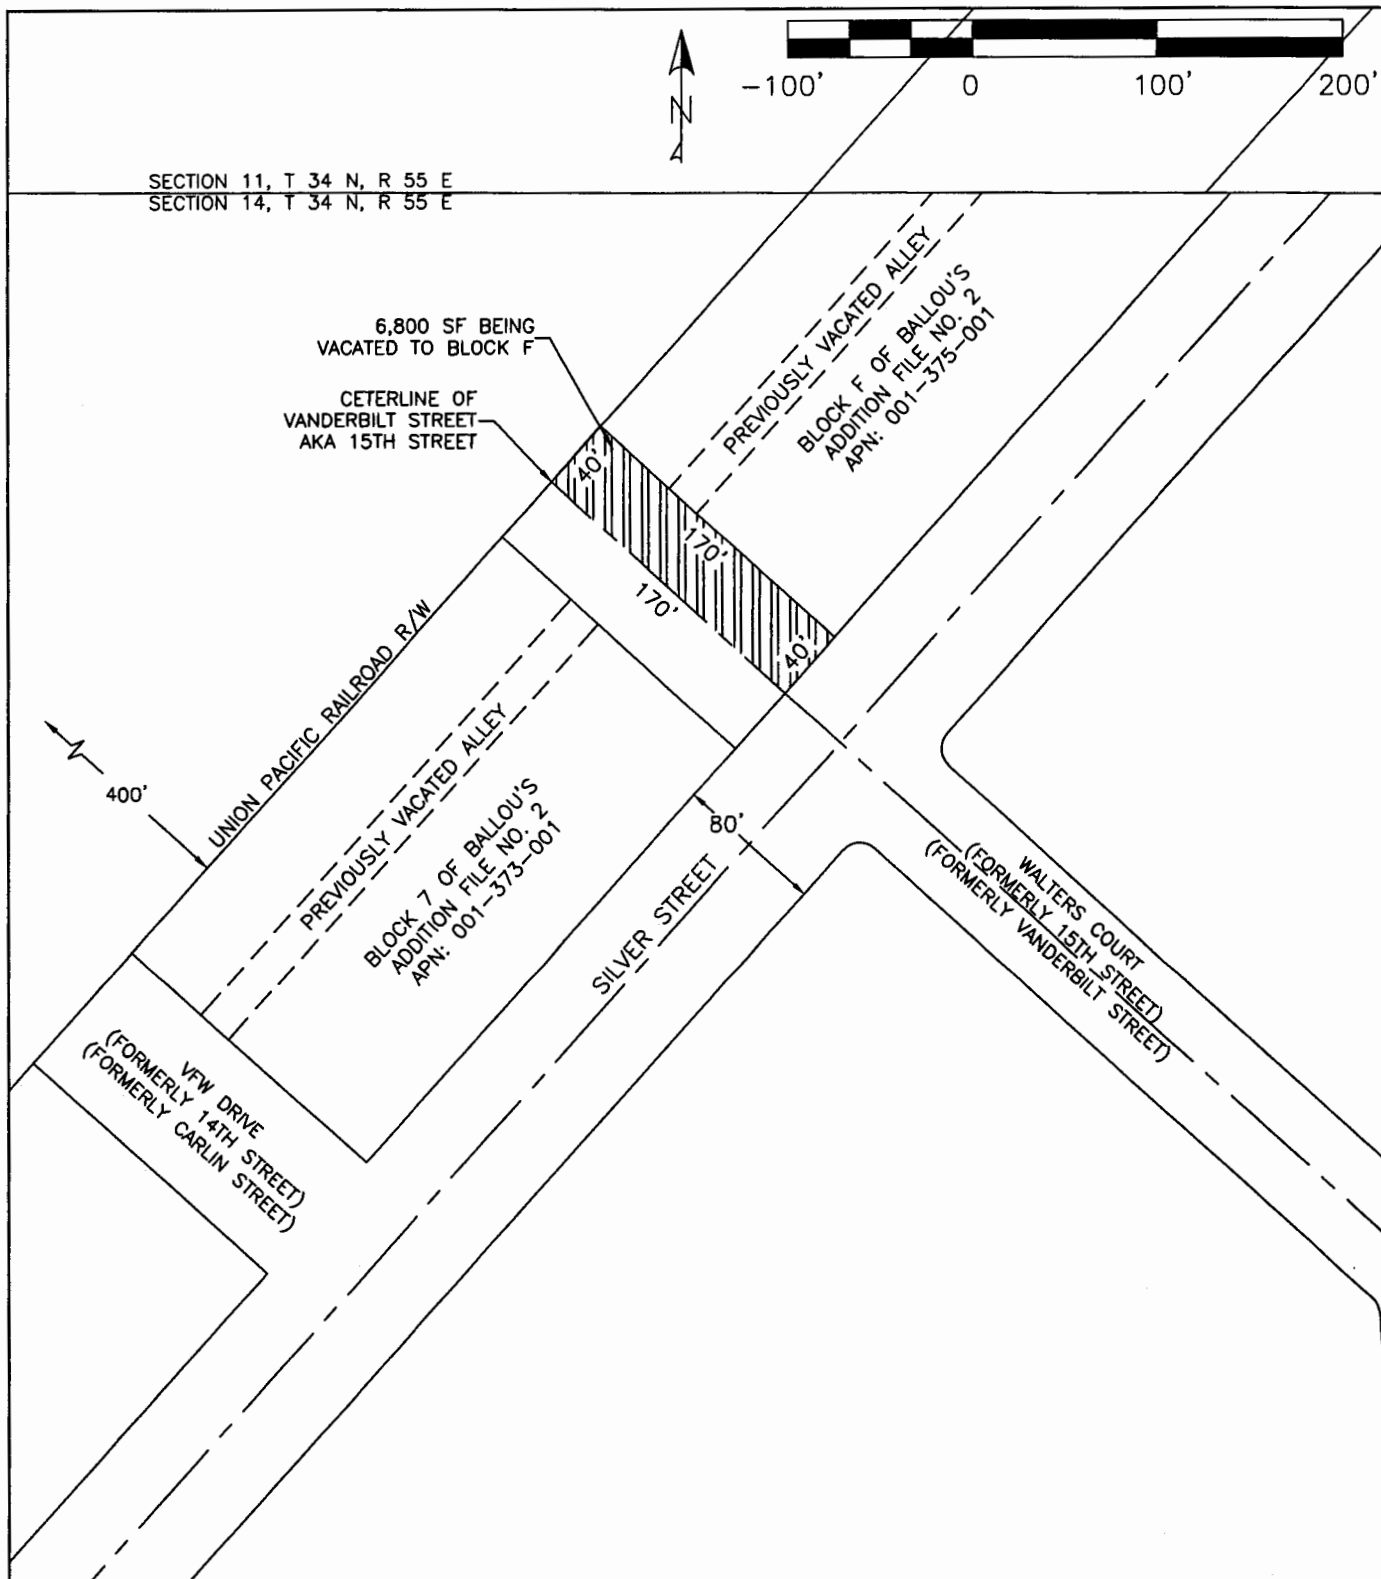 -100' 0 100' 200'
N
SECTION 11, T 34 N, R 55 E
SECTION 14, T 34 N, R 55 E
6,800 SF BEING
VACATED TO BLOCK F
CETERLINE OF
VANDERBILT STREET
AKA 15TH STREET
PREVIOUSLY VACATED ALLEY
BLOCK F OF BALLOU'S
ADDITION FILE NO. 2
APN: 001-375-001
40'
170'
170'
40'
UNION PACIFIC RAILROAD R/W
400'
PREVIOUSLY VACATED ALLEY
BLOCK 7 OF BALLOU'S
ADDITION FILE NO. 2
APN: 001-373-001
80'
SILVER STREET
WALTERS COURT
(FORMERLY 15TH STREET)
(FORMERLY VANDERBILT STREET)
VFW DRIVE
(FORMERLY 14TH STREET)
(FORMERLY CARLIN STREET)